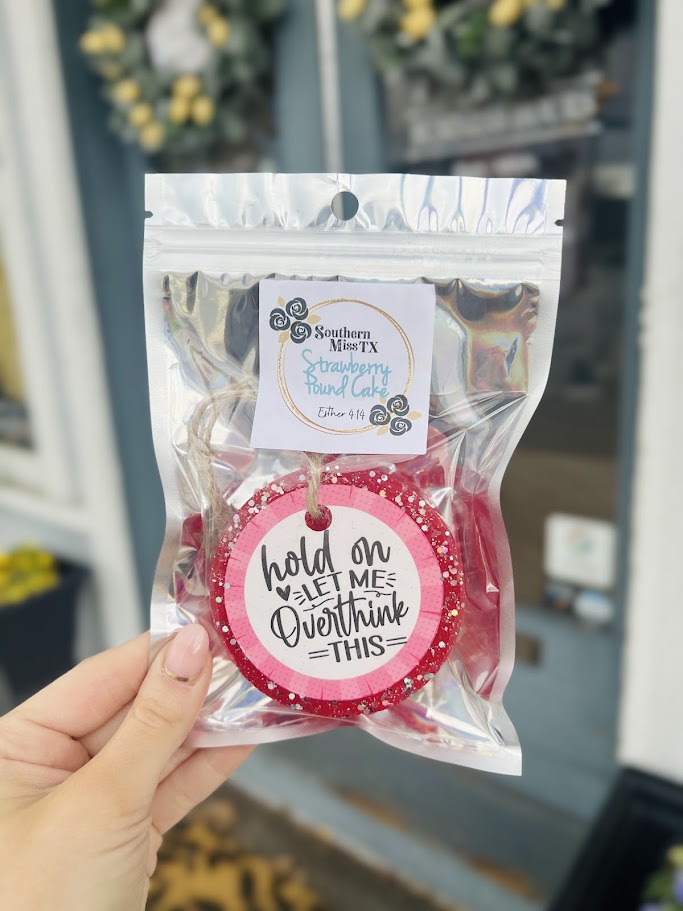 Southern
Miss TX
Strawberry
Pound Cake
Esther 4:14
hold on
LET ME
Overthink
THIS